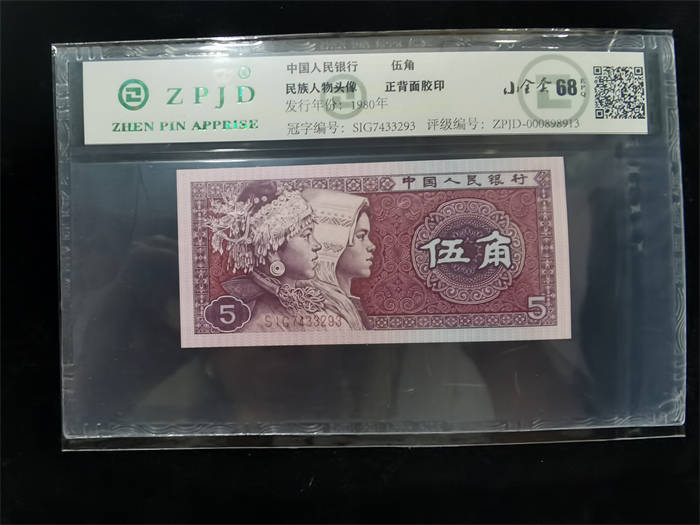 ZPJD
ZHEN PIN APPRISE
中国人民银行 伍角
民族人物头像 正背面胶印
发行年份：1980年
冠字编号：SIG7433293 评级编号：ZPJD-000898913
68
EPQ
中国人民银行
伍角
5
SIG7433293
5